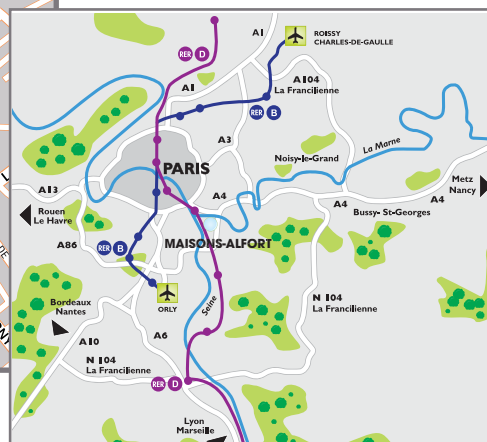 A1
ROISSY
CHARLES-DE-GAULLE
RER D
A104
La Francilienne
A1
RER B
A3
La Marne
Noisy-le-Grand
PARIS
Metz
Nancy
A13
A4
A4
A4
Rouen
Le Havre
Bussy St-Georges
A86
RER B
MAISONS-ALFORT
ORLY
Seine
Bordeaux
Nantes
N 104
La Francilienne
A10
A6
N 104
La Francilienne
RER D
Lyon
Marseille